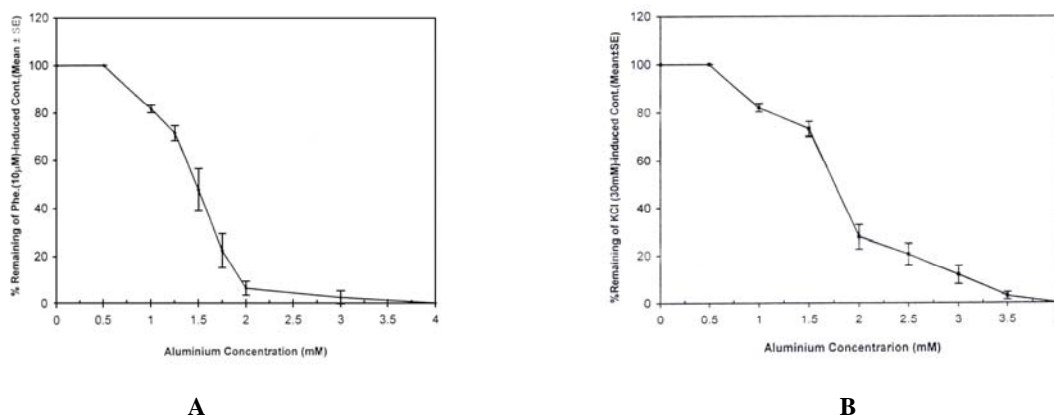 % Remaining of Phe.(10µM)-induced Cont.(Mean ± SE)
120
100
80
60
40
20
0
0 0.5 1 1.5 2 2.5 3 3.5 4
Aluminium Concentration (mM)
A
%Remaining of KCl (30mM)-induced Cont.(Mean±SE)
120
100
80
60
40
20
0
0 0.5 1 1.5 2 2.5 3 3.5 4
Aluminium Concentrarion (mM)
B